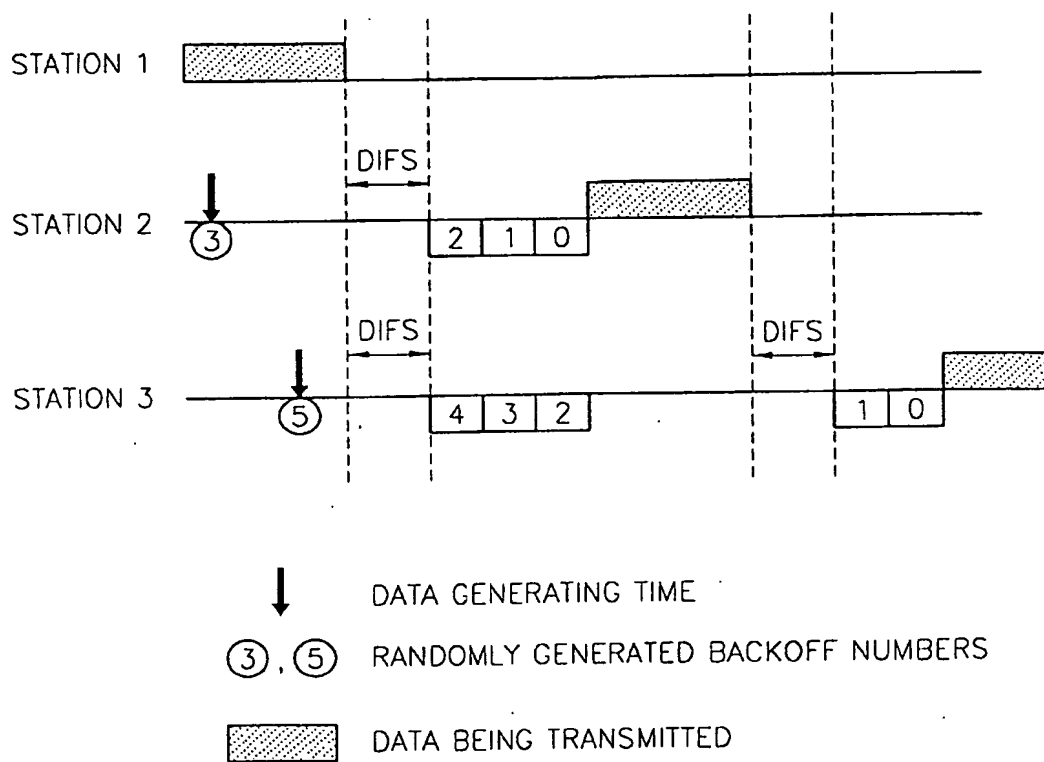 STATION 1
DIFS
STATION 2
3
2 1 0
DIFS
DIFS
STATION 3
5
4 3 2
1 0
DATA GENERATING TIME
3 , 5 RANDOMLY GENERATED BACKOFF NUMBERS
DATA BEING TRANSMITTED